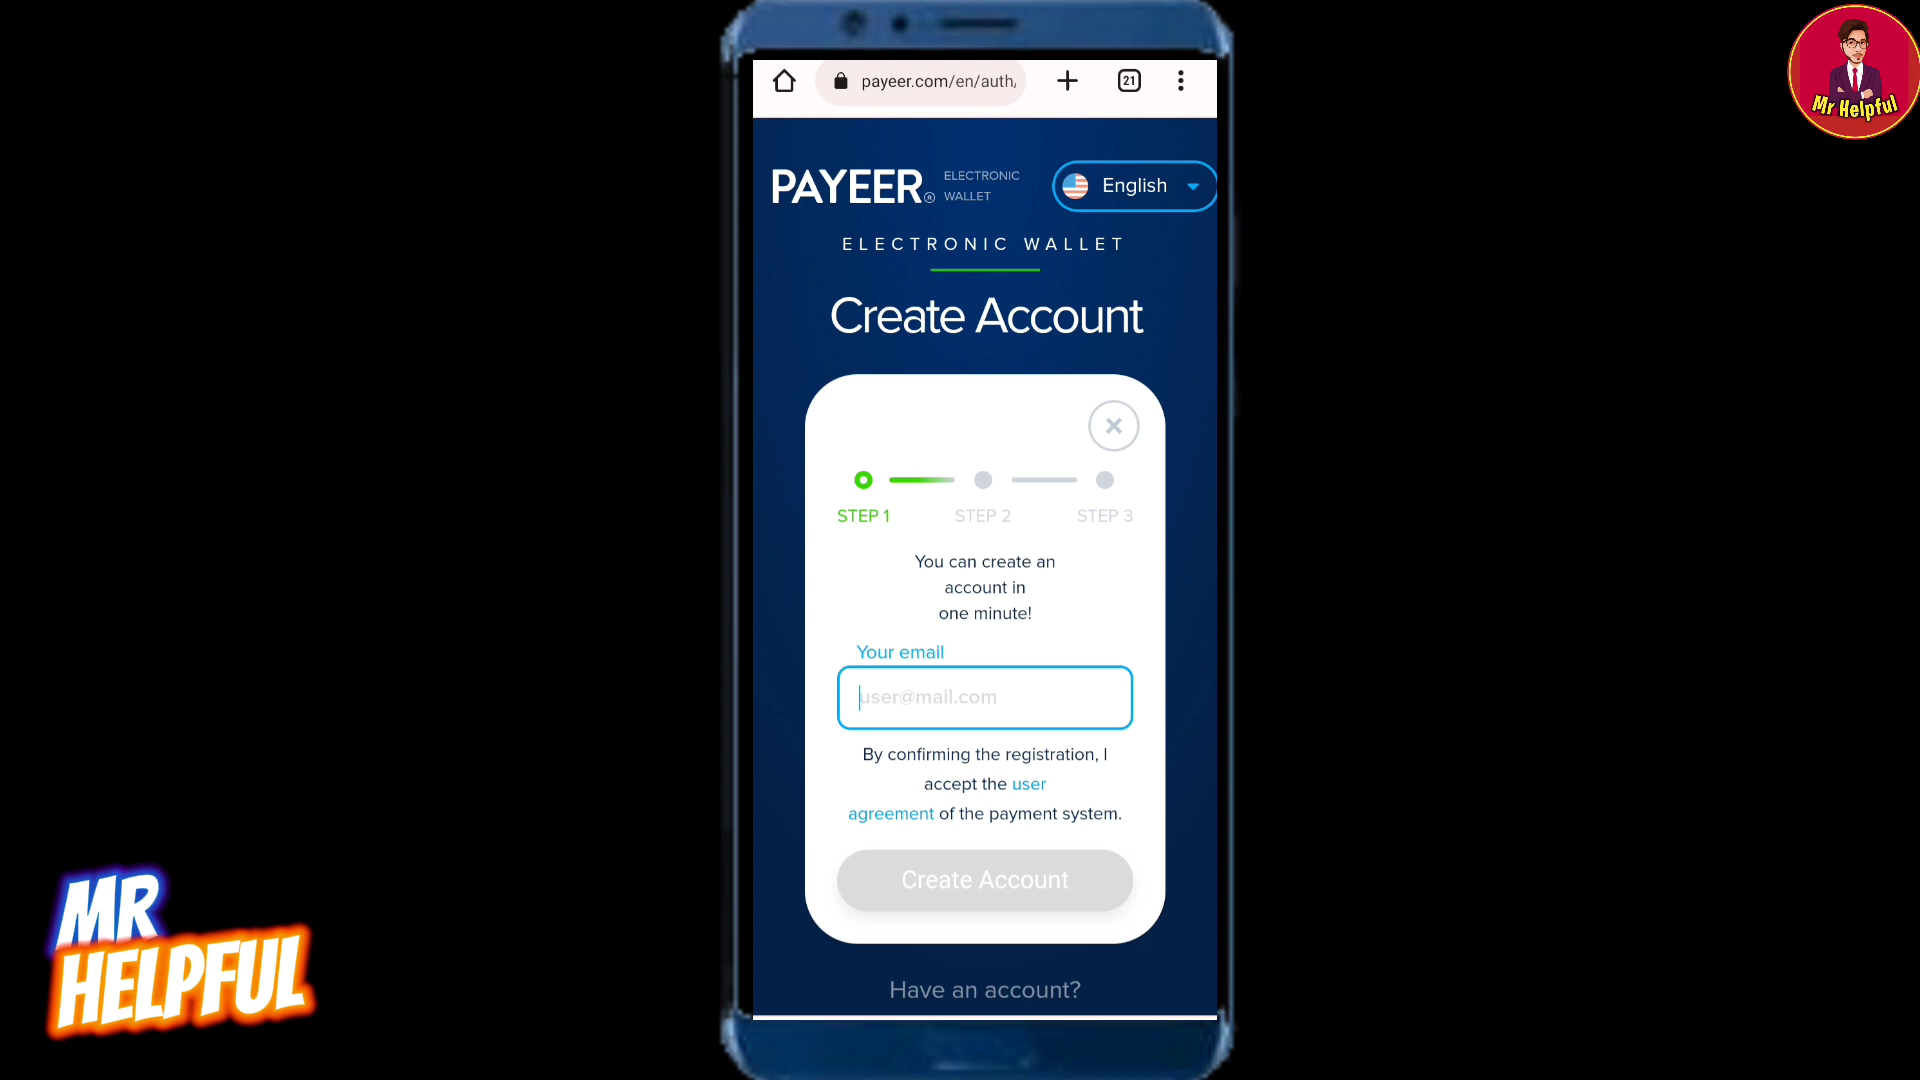 payeer.com/en/auth/
21
Mr Helpful
PAYEER® ELECTRONIC
WALLET
English
ELECTRONIC WALLET
Create Account
STEP 1 STEP 2 STEP 3
You can create an
account in
one minute!
Your email
user@mail.com
By confirming the registration, I
accept the user
agreement of the payment system.
Create Account
Have an account?
MR
HELPFUL